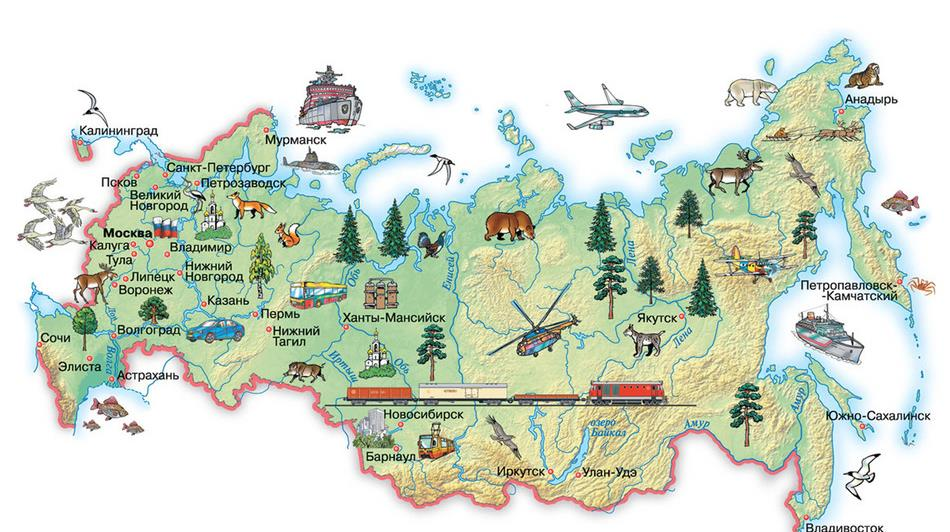 Анадырь
Калининград
Мурманск
Санкт-Петербург
Псков
Петрозаводск
Великий
Новгород
Москва
Владимир
Калуга
Тула
Нижний
Новгород
Липецк
Воронеж
Казань
Волгоград
Сочи
Элиста
Волга
Астрахань
Пермь
Нижний
Тагил
Ханты-Мансийск
Обь
Енисей
Иртыш
Обь
Лена
Якутск
Лена
Петропавловск-
-Камчатский
Новосибирск
Барнаул
озеро
Байкал
Иркутск
Улан-Удэ
Амур
Амур
Южно-Сахалинск
Владивосток